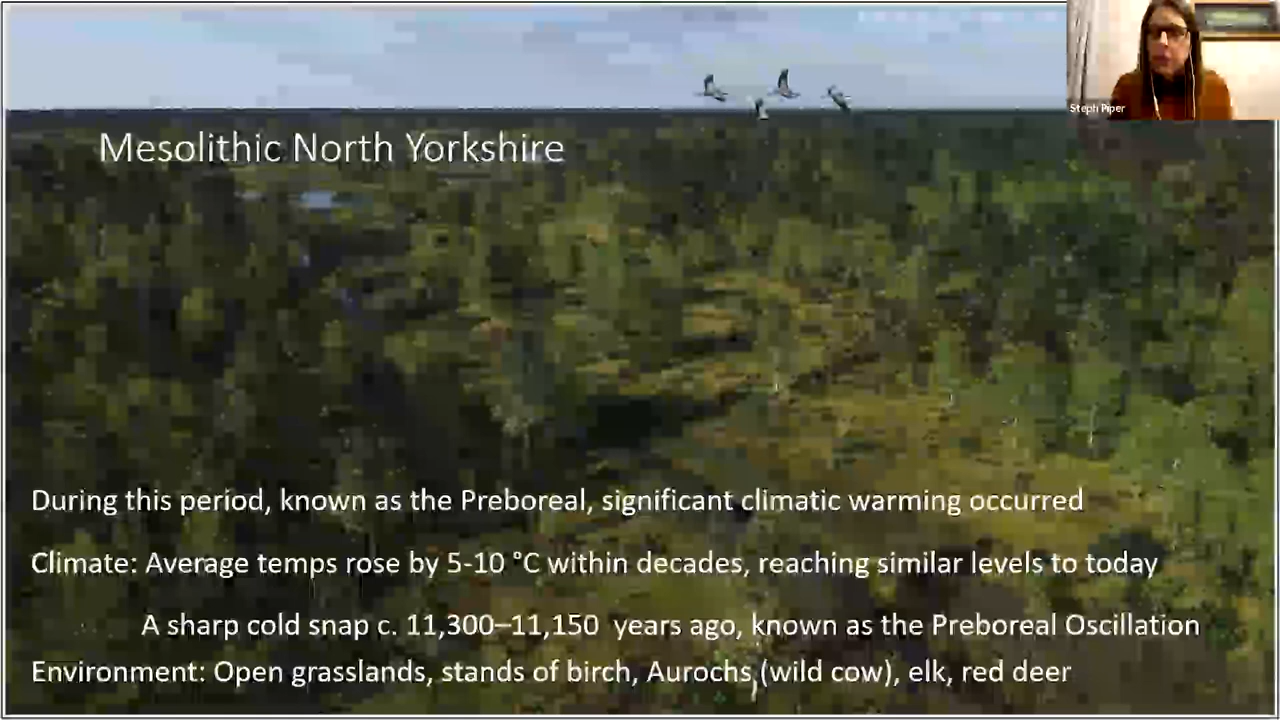 Steph Piper
Mesolithic North Yorkshire
During this period, known as the Preboreal, significant climatic warming occurred
Climate: Average temps rose by 5-10 °C within decades, reaching similar levels to today
A sharp cold snap c. 11,300–11,150 years ago, known as the Preboreal Oscillation
Environment: Open grasslands, stands of birch, Aurochs (wild cow), elk, red deer